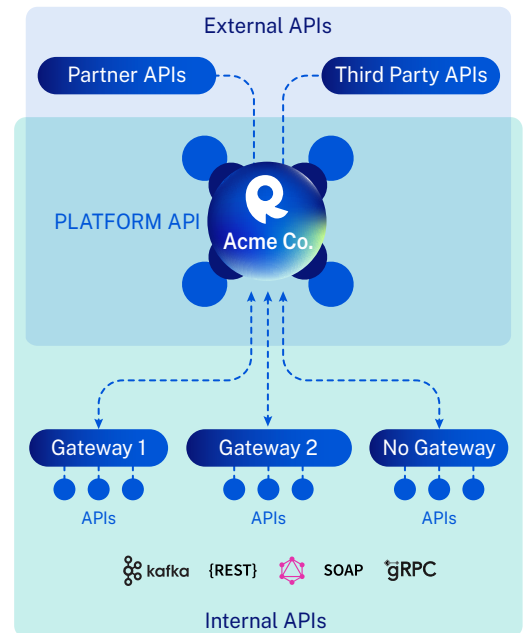 External APIs
Partner APIs
Third Party APIs
PLATFORM API
Acme Co.
Gateway 1
Gateway 2
No Gateway
APIs
APIs
APIs
kafka
{REST}
SOAP
gRPC
Internal APIs